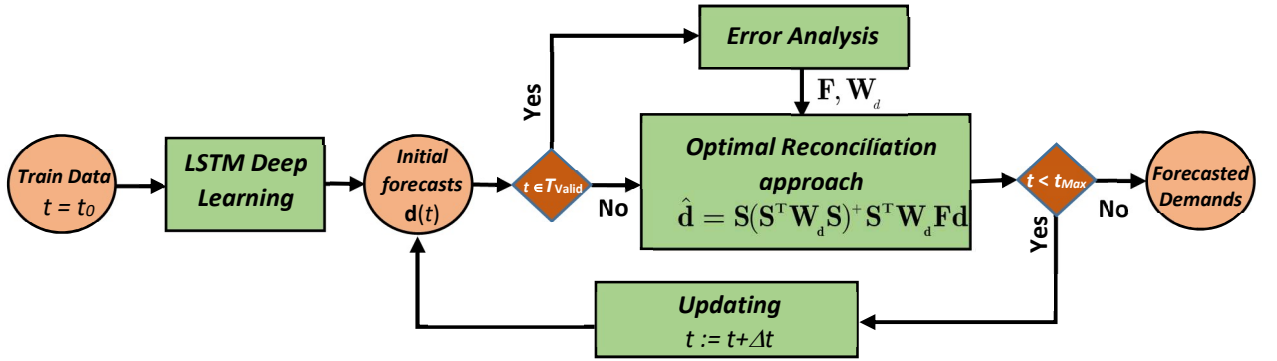 Error Analysis
Yes
F, W_d
Train Data
t = t₀
LSTM Deep
Learning
Initial
forecasts
d(t)
t ∈ T_Valid
No
Optimal Reconciliation
approach
d̂ = S(SᵀW_dS)⁺SᵀW_dFd
t < t_Max
No
Yes
Forecasted
Demands
Updating
t := t+Δt